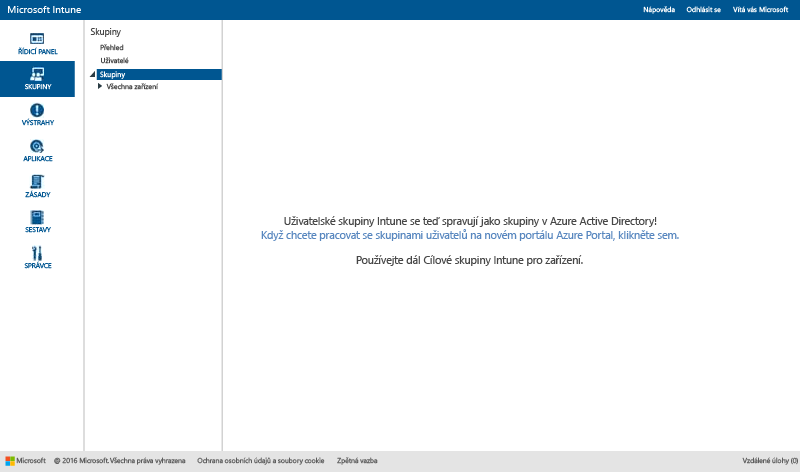 Microsoft Intune
Nápověda Odhlásit se Vítá vás Microsoft
ŘÍDICÍ PANEL
SKUPINY
VÝSTRAHY
APLIKACE
ZÁSADY
SESTAVY
SPRÁVCE
Skupiny
Přehled
Uživatelé
Skupiny
Všechna zařízení
Uživatelské skupiny Intune se teď spravují jako skupiny v Azure Active Directory!
Když chcete pracovat se skupinami uživatelů na novém portálu Azure Portal, klikněte sem.
Používejte dál Cílové skupiny Intune pro zařízení.
Microsoft © 2016 Microsoft.Všechna práva vyhrazena Ochrana osobních údajů a soubory cookie Zpětná vazba Vzdálené úlohy (0)